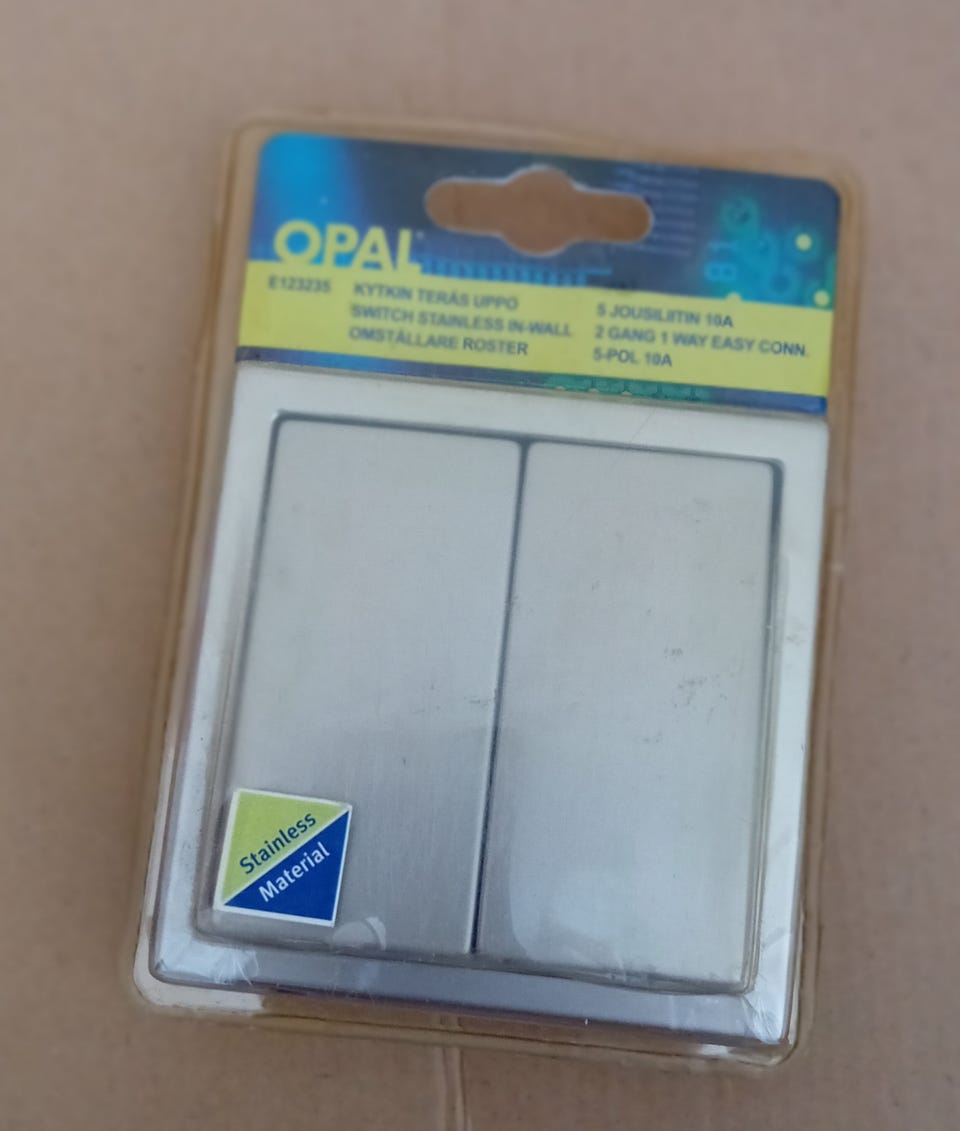 OPAL
E123235
KYTKIN TERÄS UPPO
SWITCH STAINLESS IN-WALL
OMSTÄLLARE ROSTER
5 JOUSILIITIN 10A
2 GANG 1 WAY EASY CONN.
5-POL 10A
Stainless
Material